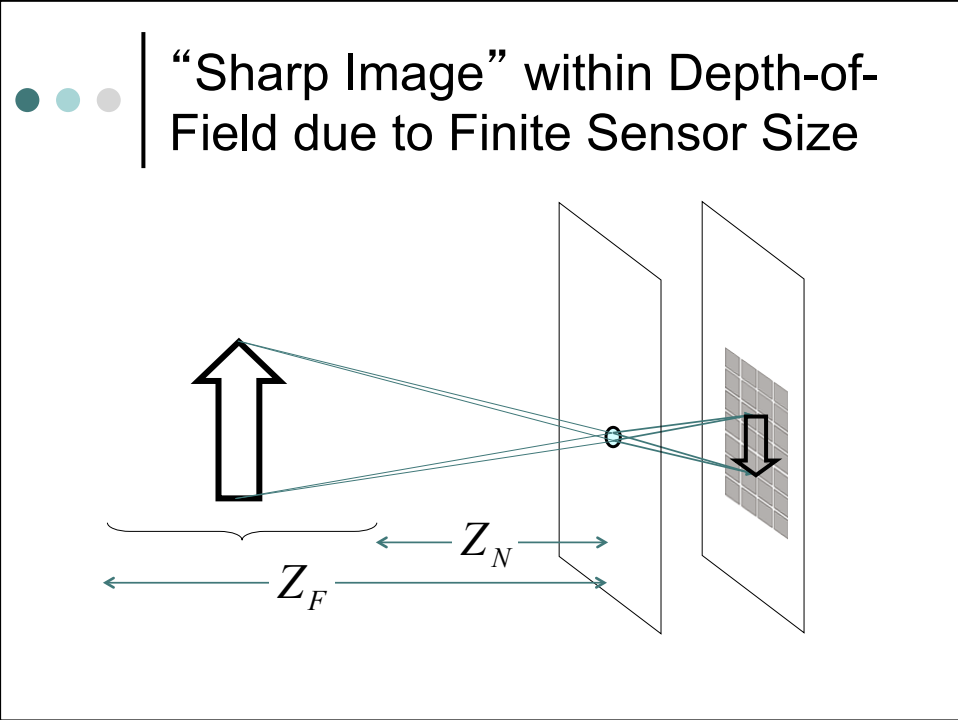 “Sharp Image” within Depth-of-
Field due to Finite Sensor Size
Z_N
Z_F